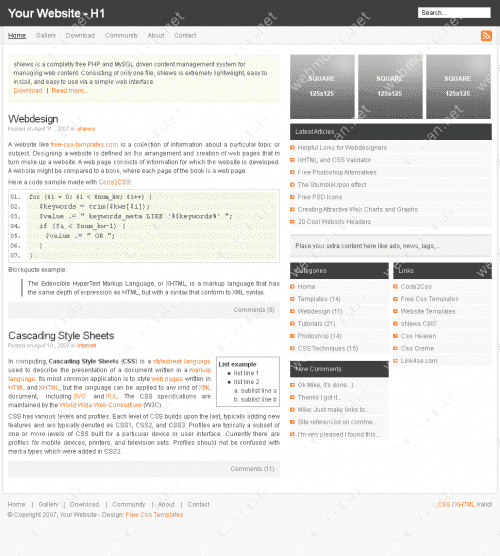 Your Website - H1
Search...
Home Gallery Download Community About Contact
sNews is a completly free PHP and MySQL driven content management system for
managing web content. Consisting of only one file, sNews is extremely lightweight, easy to
install, and easy to use via a simple web interface.
Download | Read more...
SQUARE
125x125
SQUARE
125x125
SQUARE
125x125
Webdesign
Posted on April 11, 2007 in sNews
A website like free-css-templates.com is a collection of information about a particular topic or
subject. Designing a website is defined as the arrangement and creation of web pages that in
turn make up a website. A web page consists of information for which the website is developed.
A website might be compared to a book, where each page of the book is a web page.
Here a code sample made with Code2CSS:
01. for ($i = 0; $i < $num_kw; $i++) {
02. $keywords = trim($kws[$i]);
03. $value .= " keywords_meta LIKE '%$keywords%' ";
04. if ($i < $num_kw-1) {
05. $value .= " OR ";
06. }
07. }
Blockquote example:
The Extensible HyperText Markup Language, or XHTML, is a markup language that has
the same depth of expression as HTML, but with a syntax that conform to XML syntax.
Comments (5)
Cascading Style Sheets
Posted on April 10, 2007 in Internet
In computing, Cascading Style Sheets (CSS) is a stylesheet language
used to describe the presentation of a document written in a markup
language. Its most common application is to style web pages written in
HTML and XHTML, but the language can be applied to any kind of XML
document, including SVG and XUL. The CSS specifications are
maintained by the World Wide Web Consortium (W3C).
List example:
list line 1
list line 2
a. sublist line a
b. sublist line b
CSS has various levels and profiles. Each level of CSS builds upon the last, typically adding new
features and are typically denoted as CSS1, CSS2, and CSS3. Profiles are typically a subset of
one or more levels of CSS built for a particular device or user interface. Currently there are
profiles for mobile devices, printers, and television sets. Profiles should not be confused with
media types which were added in CSS2.
Comments (11)
Latest Articles
Helpful Links for Webdesigners
XHTML and CSS Validator
Free Photoshop Alternatives
The StumbleUpon effect
Free PSD Icons
Creating Attractive Web Charts and Graphs
20 Cool Website Headers
Place your extra content here like ads, news, tags,...
Categories
Home
Templates (14)
Webdesign (11)
Tutorials (21)
Photoshop (14)
CSS Techniques (15)
Links
Code2Css
Free Css Templates
Website Templates
sNews CMS
Css Heaven
Css Creme
Link4se.com
New Comments
Ok Mike, it's done...)
Thanks I got it...
Mike: Just make links to...
Site referenced on comme...
I'm very pleased I found this...
Home | Gallery | Download | Community | About | Contact
CSS / XHTML Valid!
© Copyright 2007, Your Website - Design: Free Css Templates